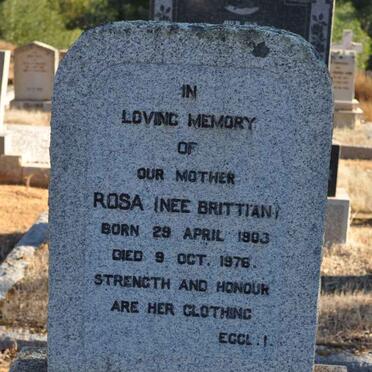 IN
LOVING MEMORY
OF
OUR MOTHER
ROSA (NEE BRITTIAN)
BORN 29 APRIL 1903
DIED 9 OCT. 1976.
STRENGTH AND HONOUR
ARE HER CLOTHING
ECCL: 1.